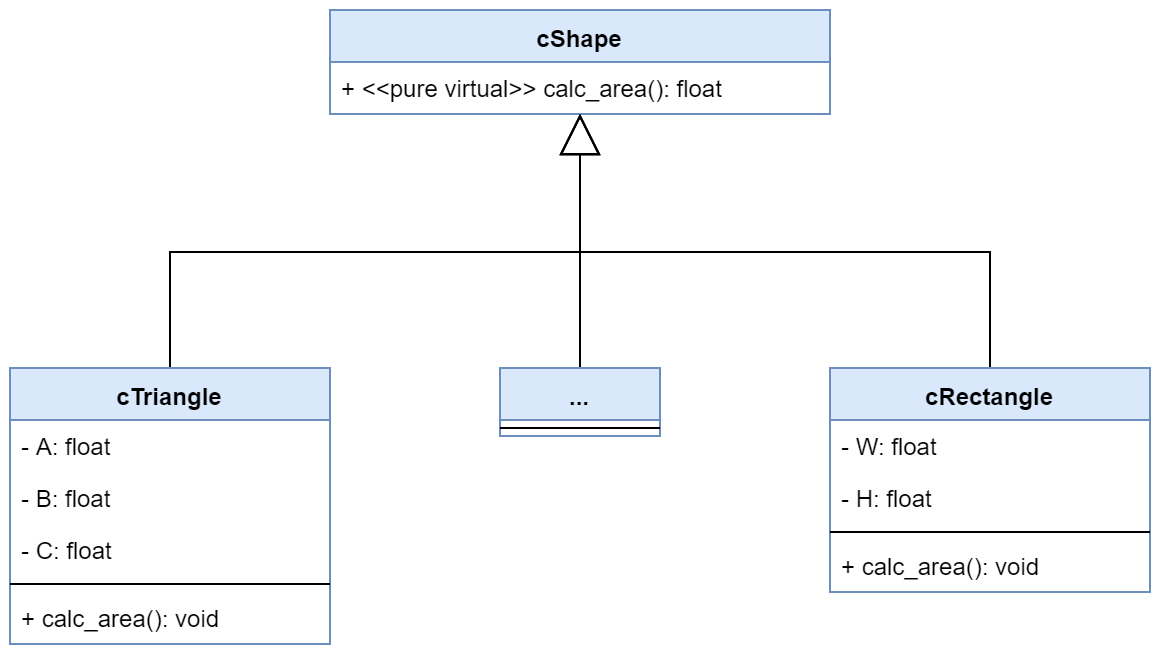 cShape
+ <<pure virtual>> calc_area(): float
cTriangle
- A: float
- B: float
- C: float
+ calc_area(): void
...
cRectangle
- W: float
- H: float
+ calc_area(): void